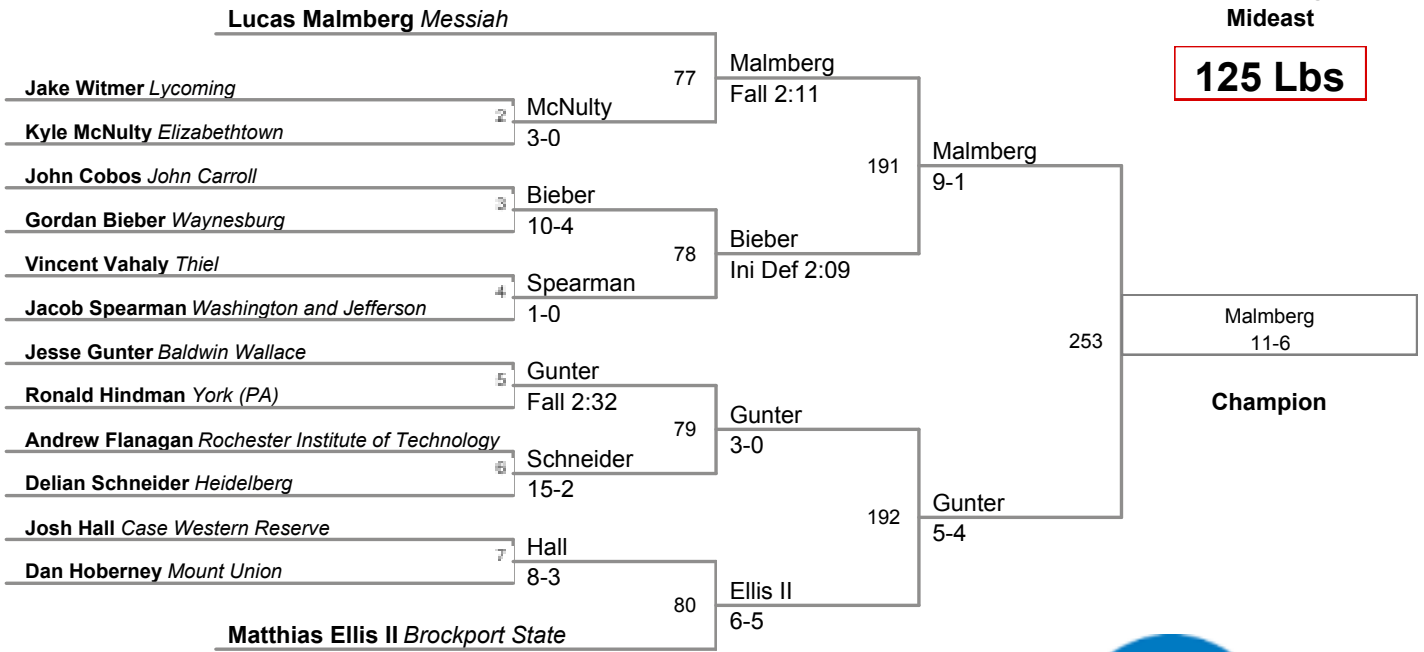 Lucas Malmberg Messiah
Mideast
125 Lbs
Jake Witmer Lycoming
Kyle McNulty Elizabethtown
John Cobos John Carroll
Gordan Bieber Waynesburg
Vincent Vahaly Thiel
Jacob Spearman Washington and Jefferson
Jesse Gunter Baldwin Wallace
Ronald Hindman York (PA)
Andrew Flanagan Rochester Institute of Technology
Delian Schneider Heidelberg
Josh Hall Case Western Reserve
Dan Hoberney Mount Union
Matthias Ellis II Brockport State
2
McNulty
3-0
3
Bieber
10-4
4
Spearman
1-0
5
Gunter
Fall 2:32
6
Schneider
15-2
7
Hall
8-3
77
Malmberg
Fall 2:11
78
Bieber
Ini Def 2:09
79
Gunter
3-0
80
Ellis II
6-5
191
Malmberg
9-1
192
Gunter
5-4
253
Malmberg
11-6
Champion